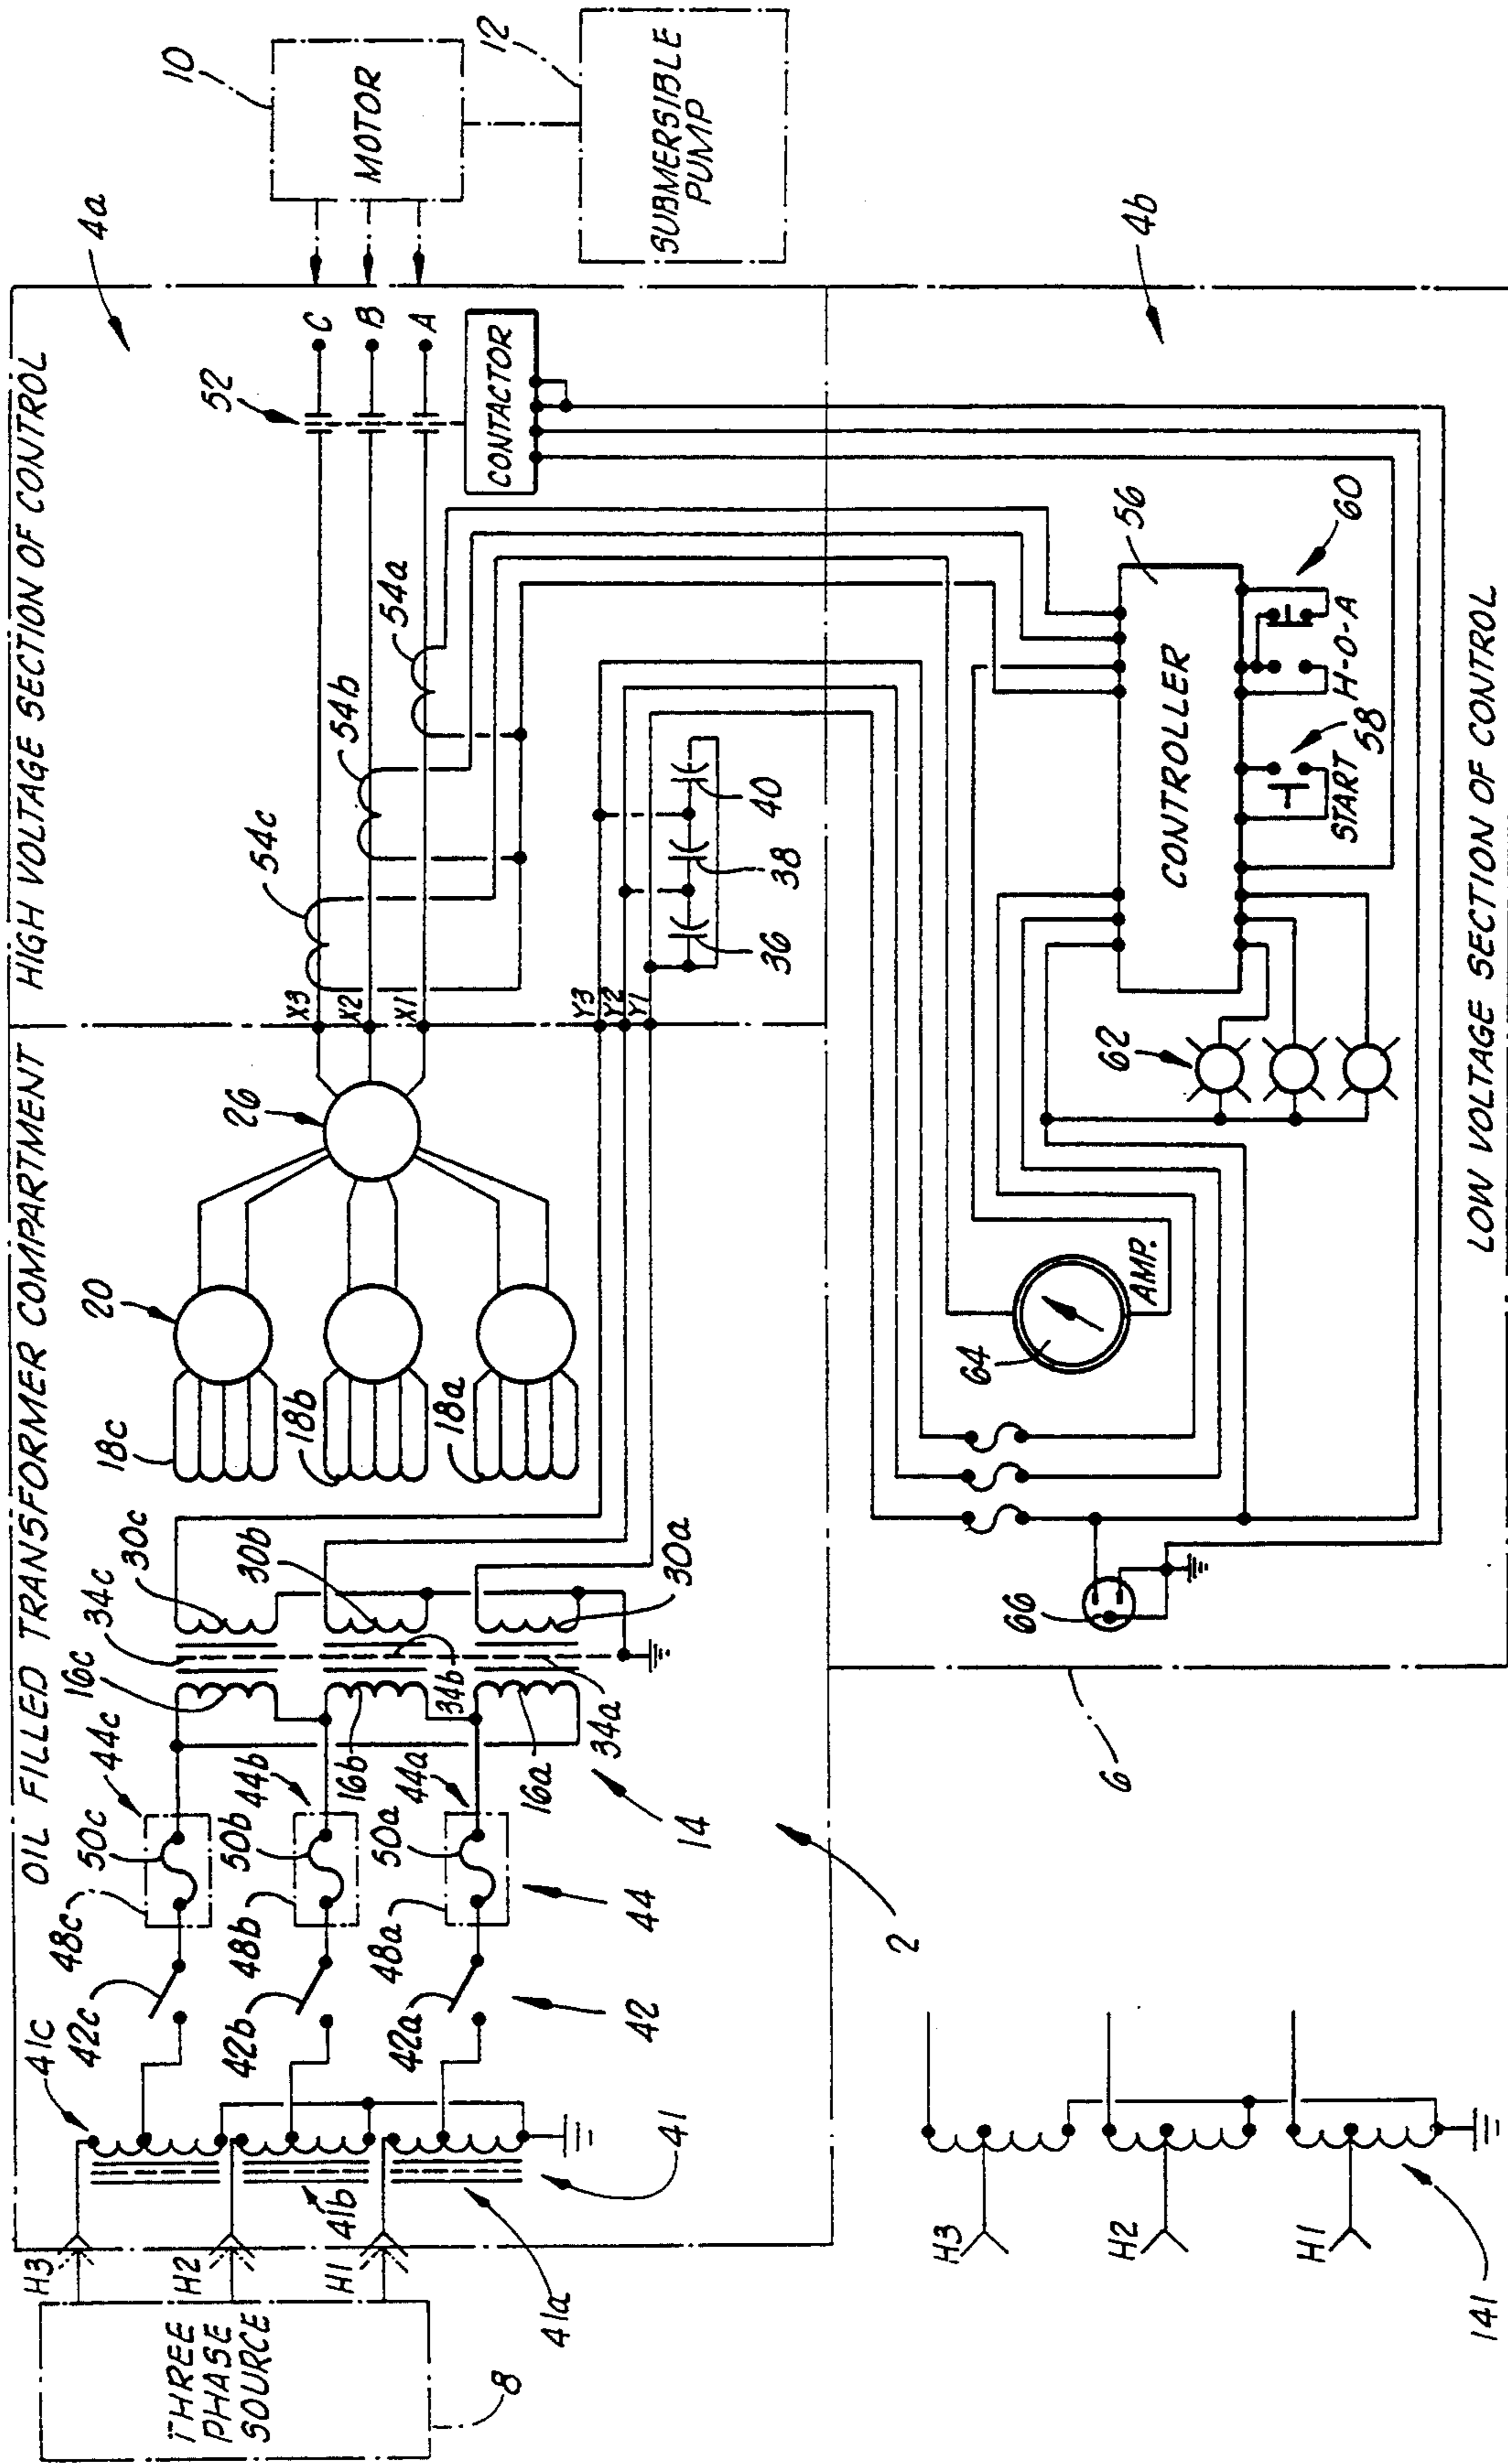 OIL FILLED TRANSFORMER COMPARTMENT
HIGH VOLTAGE SECTION OF CONTROL
4a
10
MOTOR
12
SUBMERSIBLE
PUMP
THREE
PHASE
SOURCE
8
H3
H2
H1
41c
41b
41a
41
42c
42b
42a
42
48c
48b
48a
50c
50b
50a
44c
44b
44a
44
16c
16b
16a
34c
34b
34a
30c
30b
30a
14
2
18c
18b
18a
20
26
X3
X2
X1
Y3
Y2
Y1
54c
54b
54a
36
38
40
52
C
B
A
CONTACTOR
4b
6
66
64
AMP.
62
CONTROLLER
56
START
58
H-O-A
60
LOW VOLTAGE SECTION OF CONTROL
H3
H2
H1
141